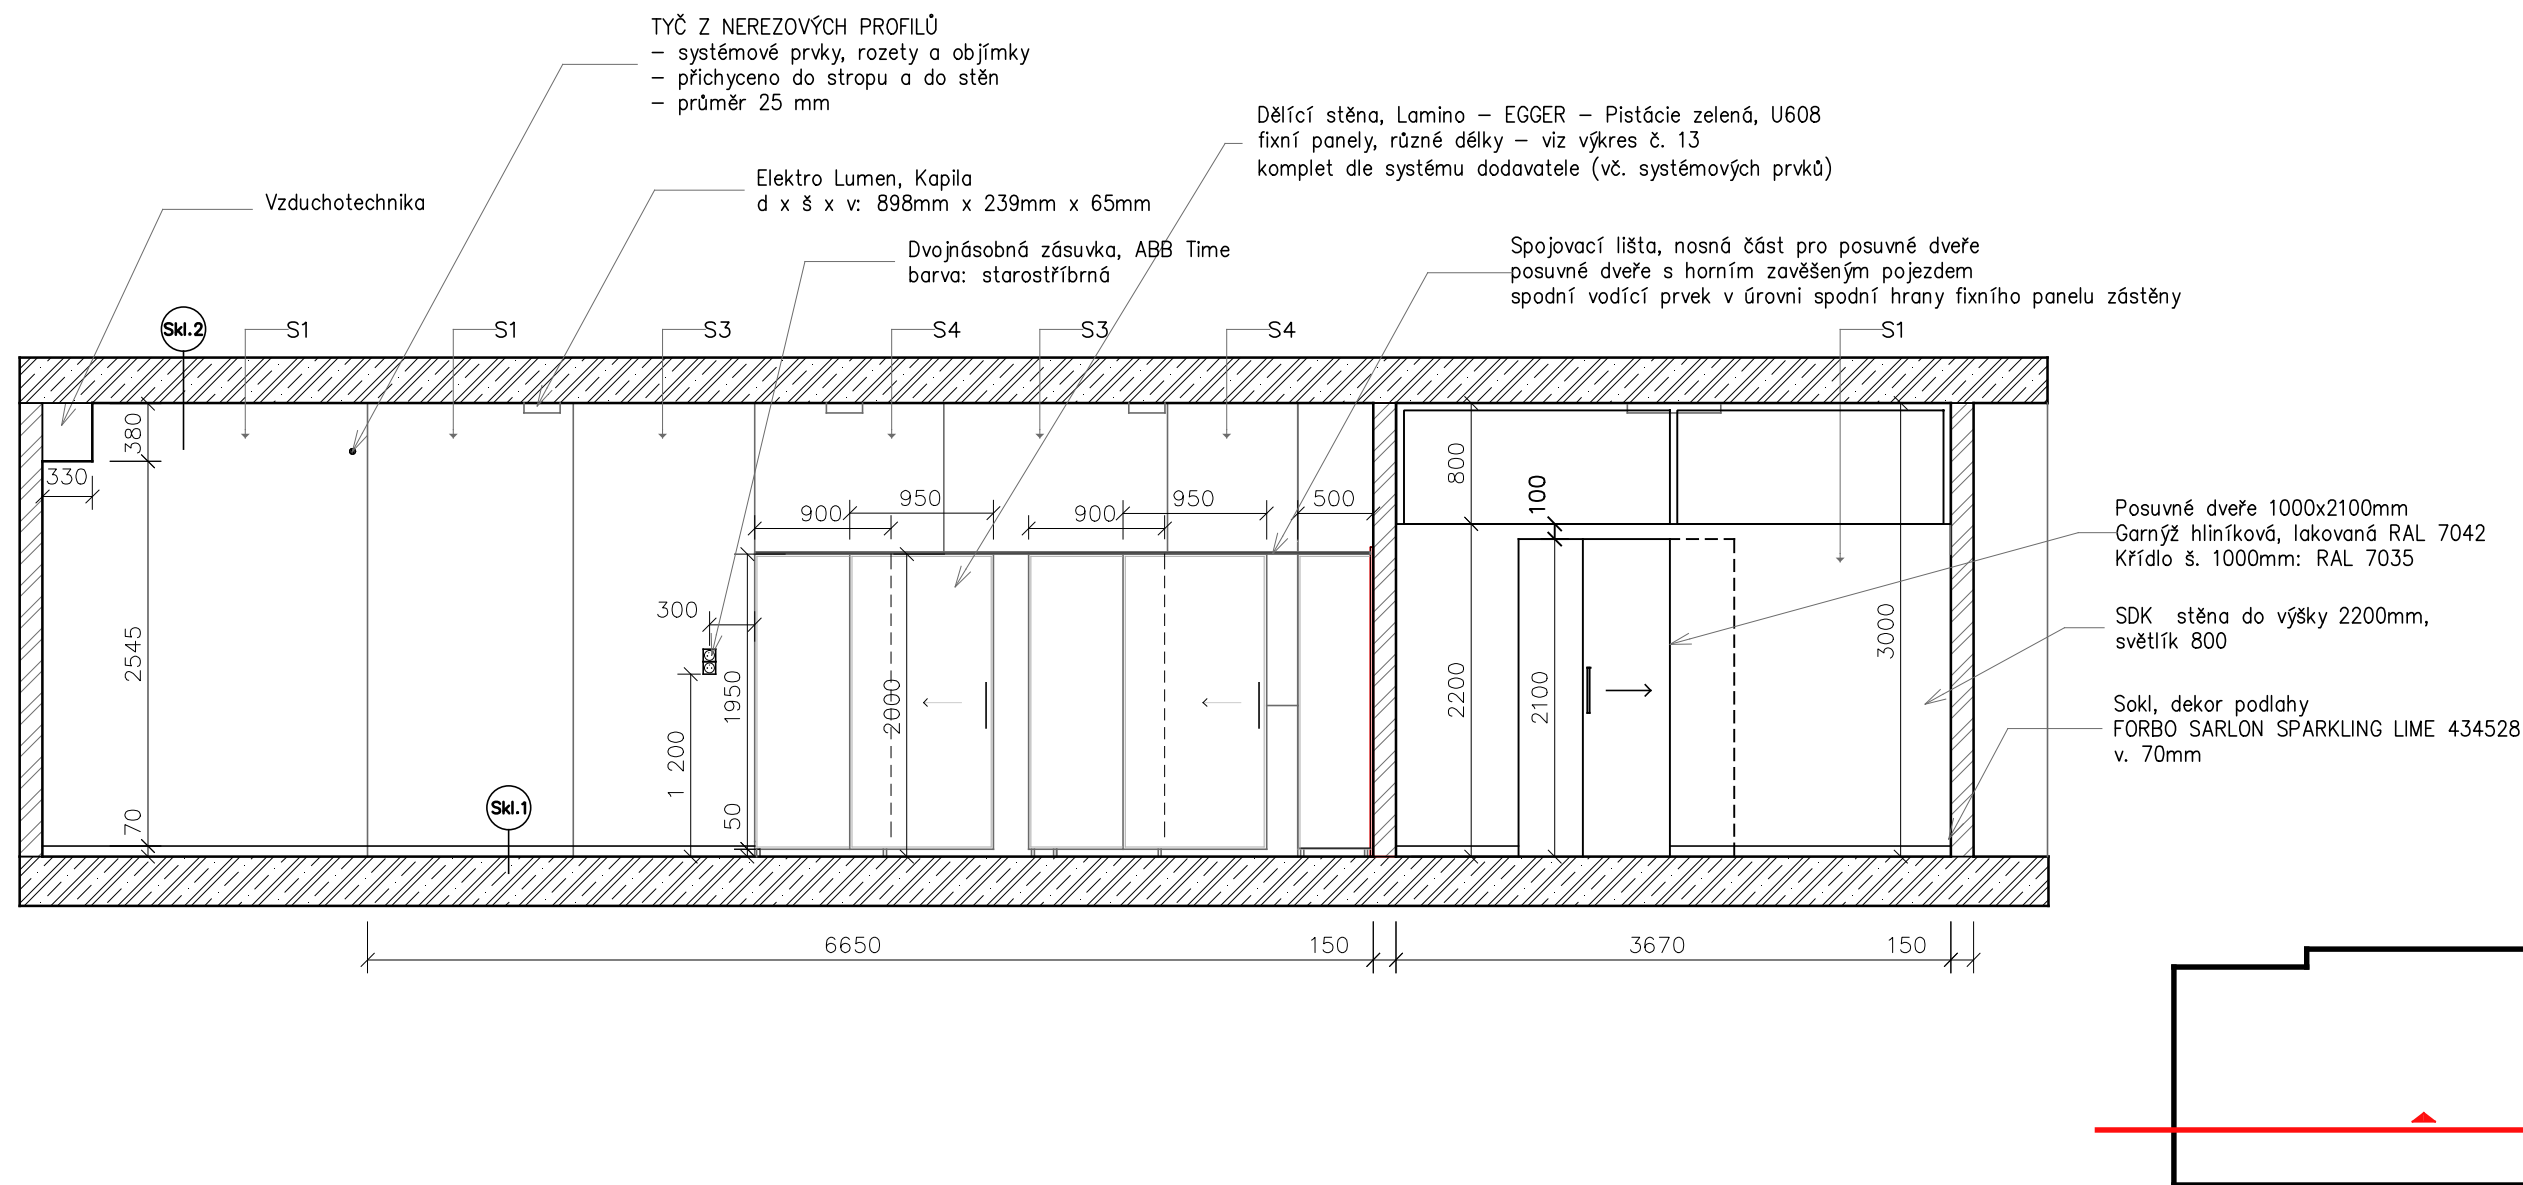 TYČ Z NEREZOVÝCH PROFILŮ
– systémové prvky, rozety a objímky
– přichyceno do stropu a do stěn
– průměr 25 mm
Dělící stěna, Lamino – EGGER – Pistácie zelená, U608
fixní panely, různé délky – viz výkres č. 13
komplet dle systému dodavatele (vč. systémových prvků)
Elektro Lumen, Kapila
d x š x v: 898mm x 239mm x 65mm
Vzduchotechnika
Dvojnásobná zásuvka, ABB Time
barva: starostříbrná
Spojovací lišta, nosná část pro posuvné dveře
posuvné dveře s horním zavěšeným pojezdem
spodní vodící prvek v úrovni spodní hrany fixního panelu zástěny
Skl.2
S1
S1
S3
S4
S3
S4
S1
380
330
2545
70
Skl.1
300
1 200
1950
50
900
950
2000
900
950
500
800
100
2200
2100
3000
Posuvné dveře 1000x2100mm
Garnýž hliníková, lakovaná RAL 7042
Křídlo š. 1000mm: RAL 7035
SDK stěna do výšky 2200mm,
světlík 800
Sokl, dekor podlahy
FORBO SARLON SPARKLING LIME 434528
v. 70mm
6650
150
3670
150